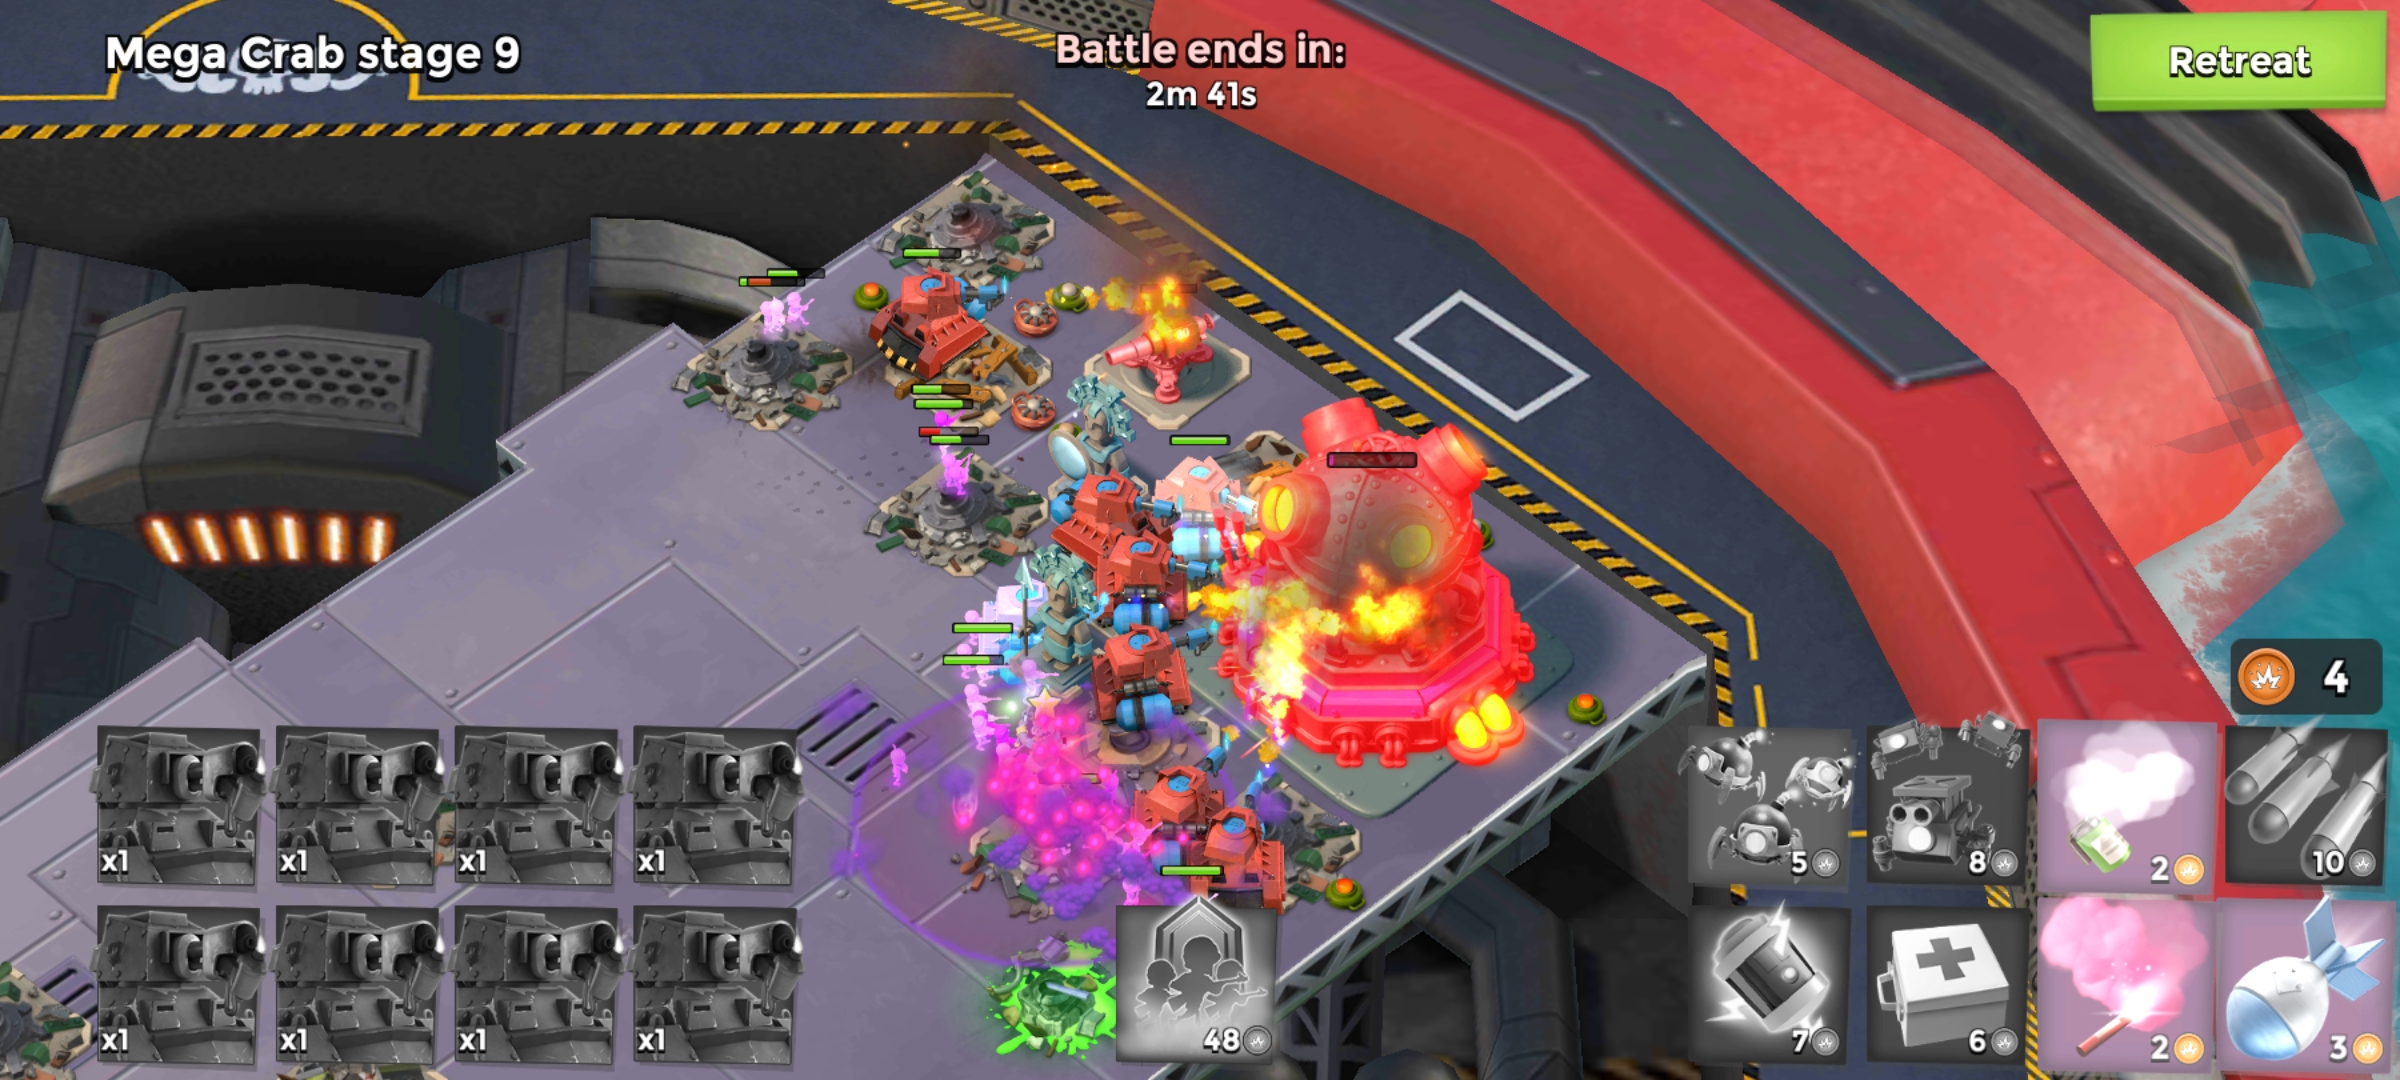 Mega Crab stage 9
Battle ends in:
2m 41s
Retreat
4
x1
x1
x1
x1
5
8
2
10
x1
x1
x1
x1
48
7
6
2
3